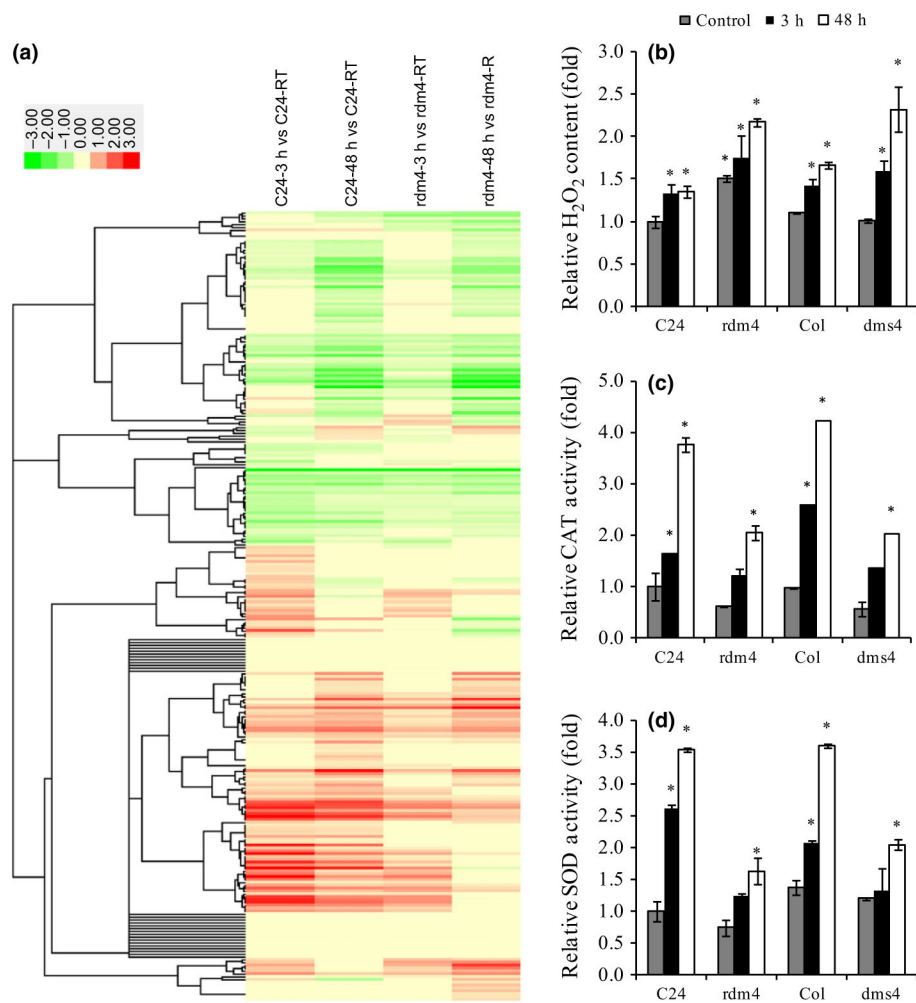 (a)
−3.00
−2.00
−1.00
0.00
1.00
2.00
3.00
C24-3 h vs C24-RT
C24-48 h vs C24-RT
rdm4-3 h vs rdm4-RT
rdm4-48 h vs rdm4-R
Control 3 h 48 h
(b)
Relative H₂O₂ content (fold)
3.0
2.5
2.0
1.5
1.0
0.5
0.0
* * * * * * * * *
C24 rdm4 Col dms4
(c)
Relative CAT activity (fold)
5.0
4.0
3.0
2.0
1.0
0.0
* * * * * *
C24 rdm4 Col dms4
(d)
Relative SOD activity (fold)
4.0
3.5
3.0
2.5
2.0
1.5
1.0
0.5
0.0
* * * * * *
C24 rdm4 Col dms4